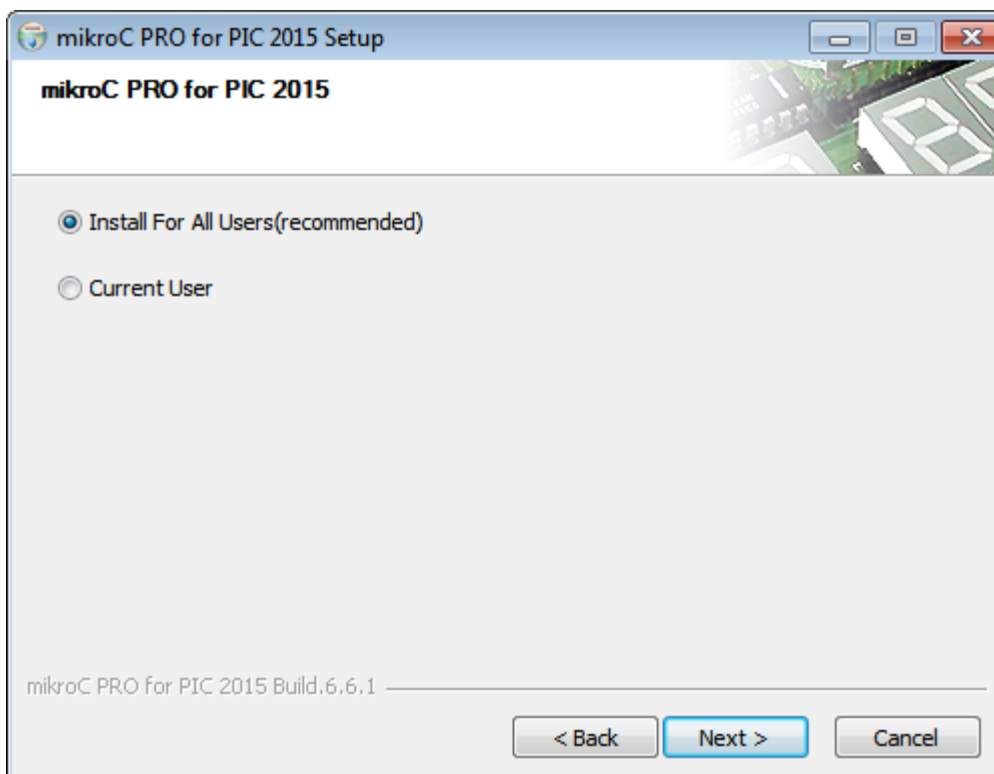 mikroC PRO for PIC 2015 Setup
mikroC PRO for PIC 2015
Install For All Users(recommended)
Current User
mikroC PRO for PIC 2015 Build.6.6.1
< Back Next > Cancel